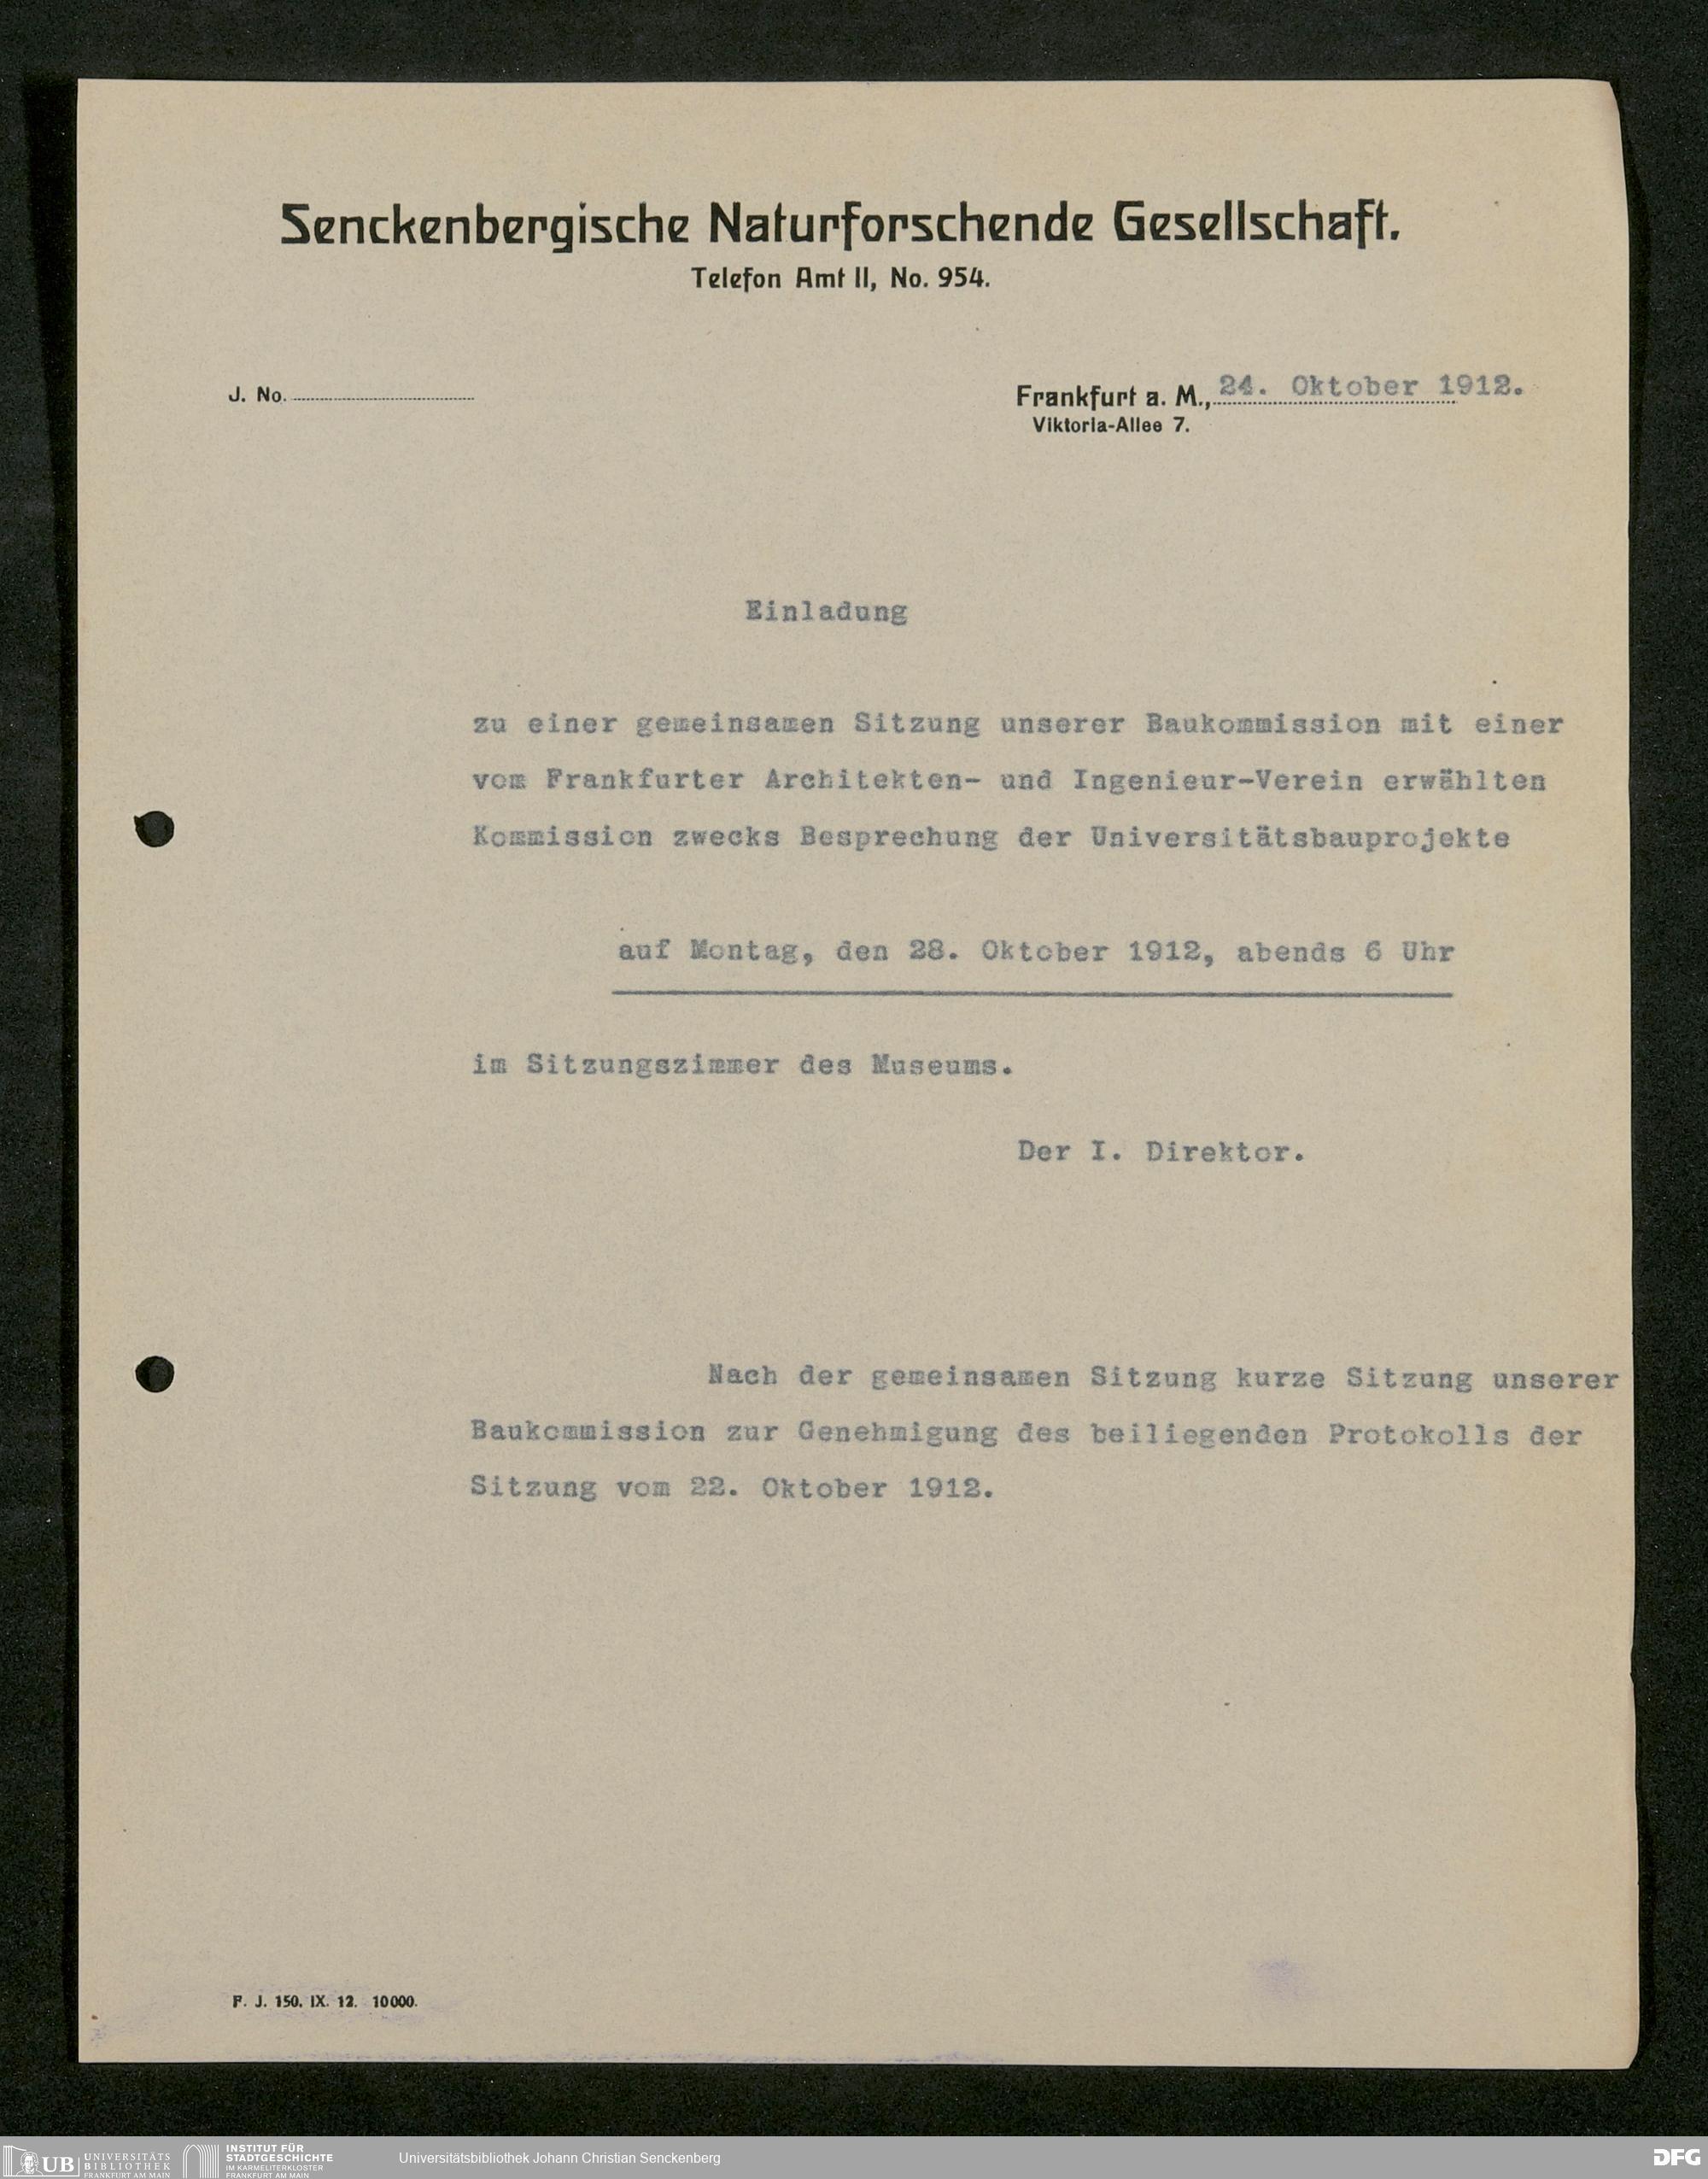 Senckenbergische Naturforschende Gesellschaft.
Telefon Amt II, No. 954.
J. No.
Frankfurt a. M., 24. Oktober 1912.
Viktoria-Allee 7.
Einladung
zu einer gemeinsamen Sitzung unserer Baukommission mit einer
vom Frankfurter Architekten- und Ingenieur-Verein erwählten
Kommission zwecks Besprechung der Universitätsbauprojekte
auf Montag, den 28. Oktober 1912, abends 6 Uhr
im Sitzungszimmer des Museums.
Der I. Direktor.
Nach der gemeinsamen Sitzung kurze Sitzung unserer
Baukommission zur Genehmigung des beiliegenden Protokolls der
Sitzung vom 22. Oktober 1912.
F. J. 150. IX. 12. 10000.
UB UNIVERSITÄTS
BIBLIOTHEK
FRANKFURT AM MAIN
INSTITUT FÜR
STADTGESCHICHTE
IM KARMELITERKLOSTER
FRANKFURT AM MAIN
Universitätsbibliothek Johann Christian Senckenberg
DFG